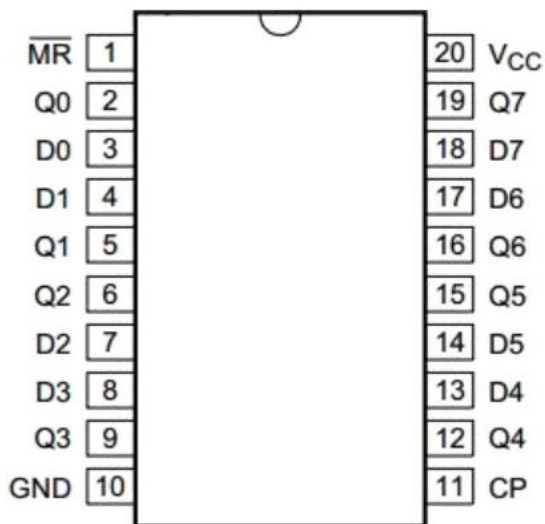 M̅R̅ 1 20 VCC
Q0 2 19 Q7
D0 3 18 D7
D1 4 17 D6
Q1 5 16 Q6
Q2 6 15 Q5
D2 7 14 D5
D3 8 13 D4
Q3 9 12 Q4
GND 10 11 CP